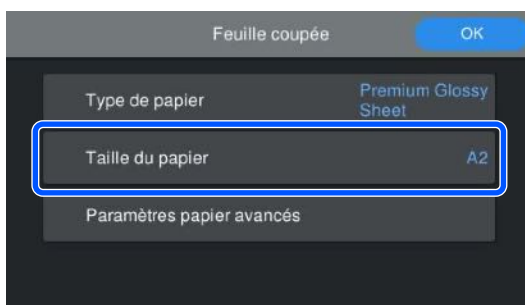 Feuille coupée
OK
Type de papier
Premium Glossy
Sheet
Taille du papier
A2
Paramètres papier avancés